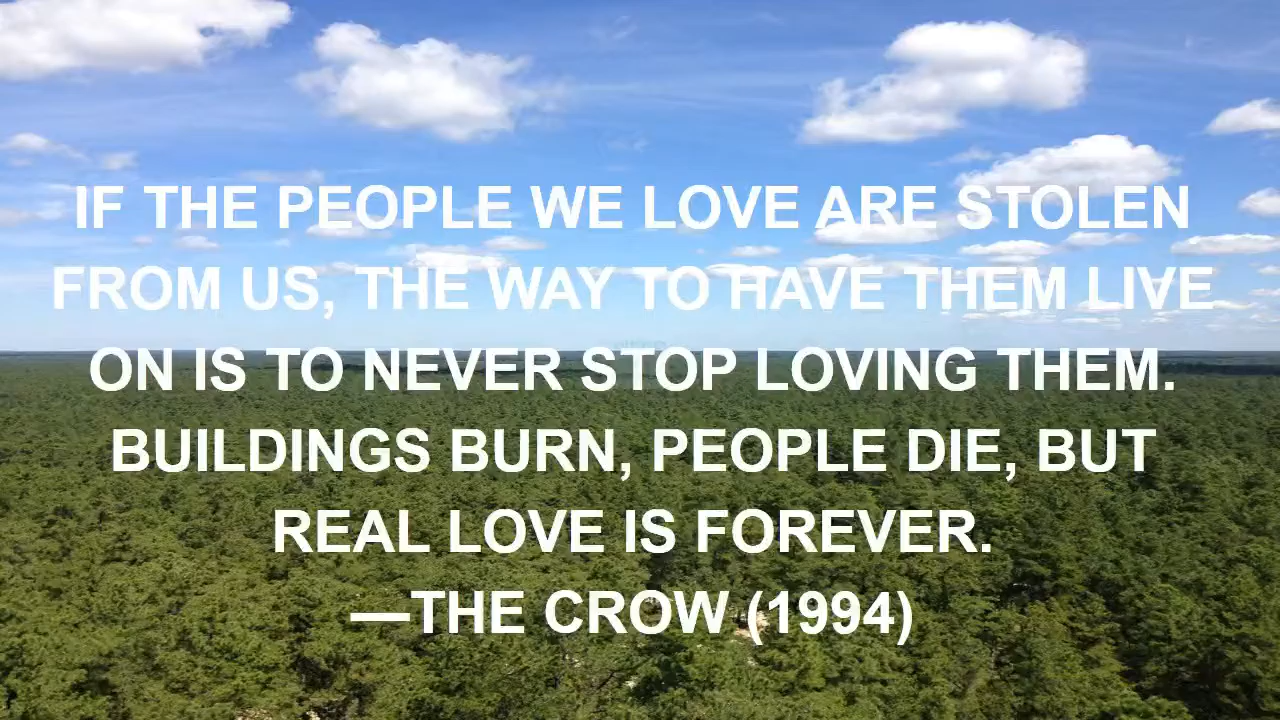 IF THE PEOPLE WE LOVE ARE STOLEN
FROM US, THE WAY TO HAVE THEM LIVE
ON IS TO NEVER STOP LOVING THEM.
BUILDINGS BURN, PEOPLE DIE, BUT
REAL LOVE IS FOREVER.
—THE CROW (1994)